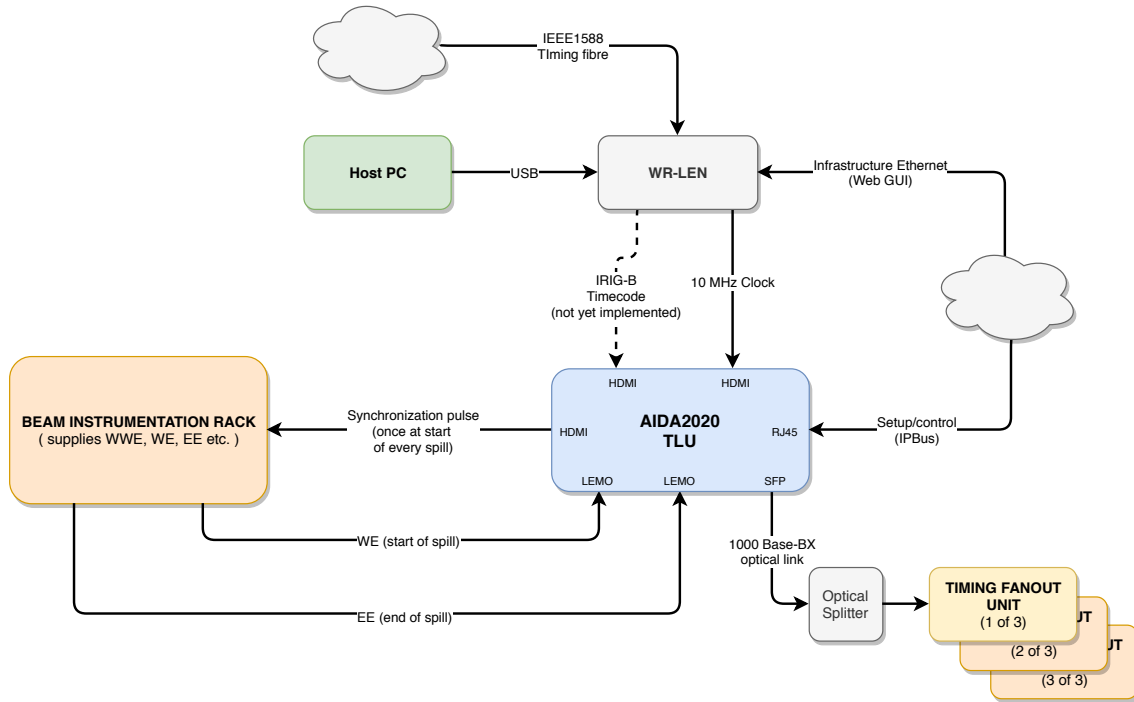 IEEE1588
TIming fibre
Host PC
USB
WR-LEN
Infrastructure Ethernet
(Web GUI)
IRIG-B
Timecode
(not yet implemented)
10 MHz Clock
HDMI
HDMI
BEAM INSTRUMENTATION RACK
( supplies WWE, WE, EE etc. )
Synchronization pulse
(once at start
of every spill)
HDMI
AIDA2020
TLU
RJ45
Setup/control
(IPBus)
LEMO
LEMO
SFP
WE (start of spill)
EE (end of spill)
1000 Base-BX
optical link
Optical
Splitter
TIMING FANOUT
UNIT
(1 of 3)
UT
(2 of 3)
UT
(3 of 3)